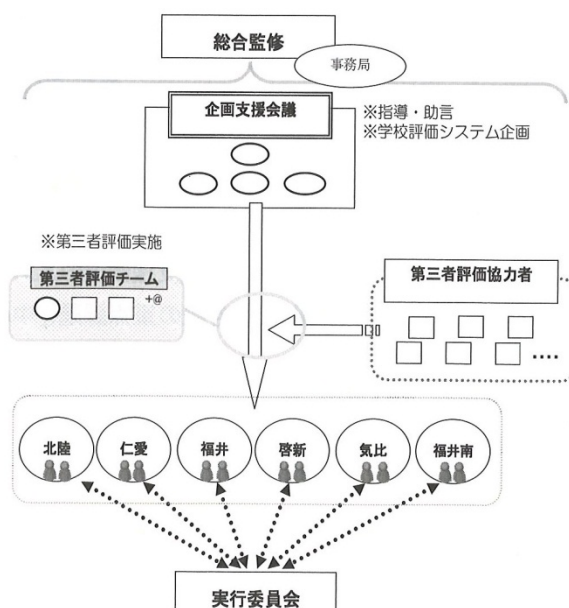 総合監修
事務局
企画支援会議
※指導・助言
※学校評価システム企画
※第三者評価実施
第三者評価チーム
+@
第三者評価協力者
‥‥
北陸
仁愛
福井
啓新
気比
福井南
実行委員会